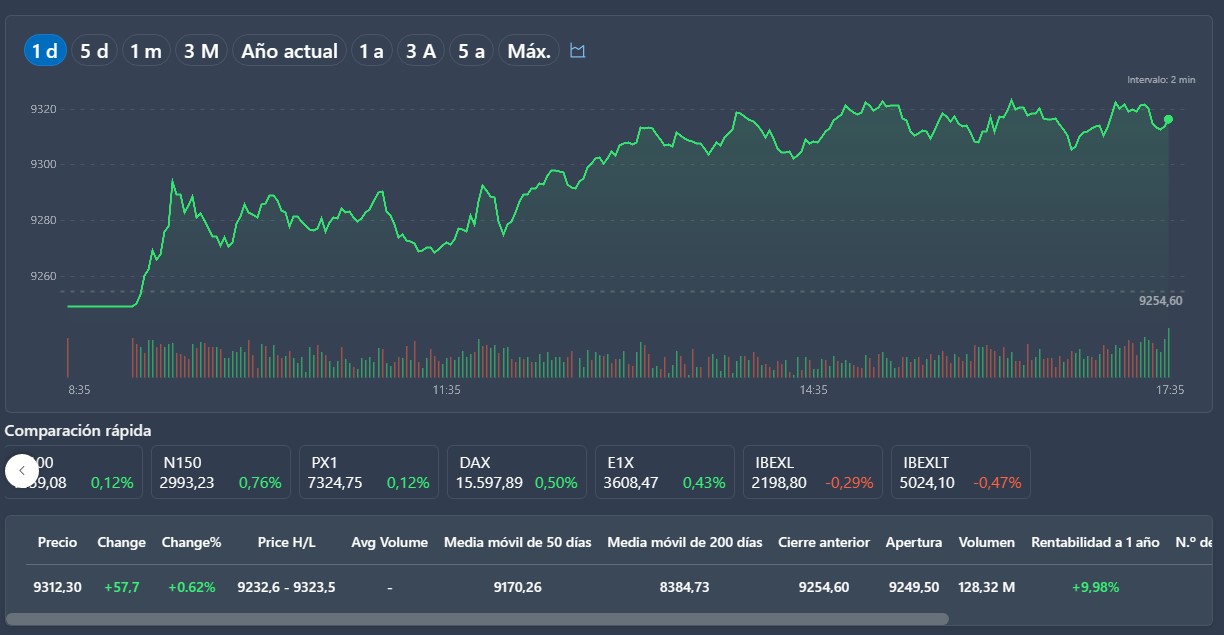 1 d 5 d 1 m 3 M Año actual 1 a 3 A 5 a Máx.
Intervalo: 2 min
9320
9300
9280
9260
9254,60
8:35 11:35 14:35 17:35
Comparación rápida
N150 PX1 DAX E1X IBEXL IBEXLT
0,12% 2993,23 0,76% 7324,75 0,12% 15.597,89 0,50% 3608,47 0,43% 2198,80 -0,29% 5024,10 -0,47%
Precio Change Change% Price H/L Avg Volume Media móvil de 50 días Media móvil de 200 días Cierre anterior Apertura Volumen Rentabilidad a 1 año N.º de
9312,30 +57,7 +0.62% 9232,6 - 9323,5 - 9170,26 8384,73 9254,60 9249,50 128,32 M +9,98%